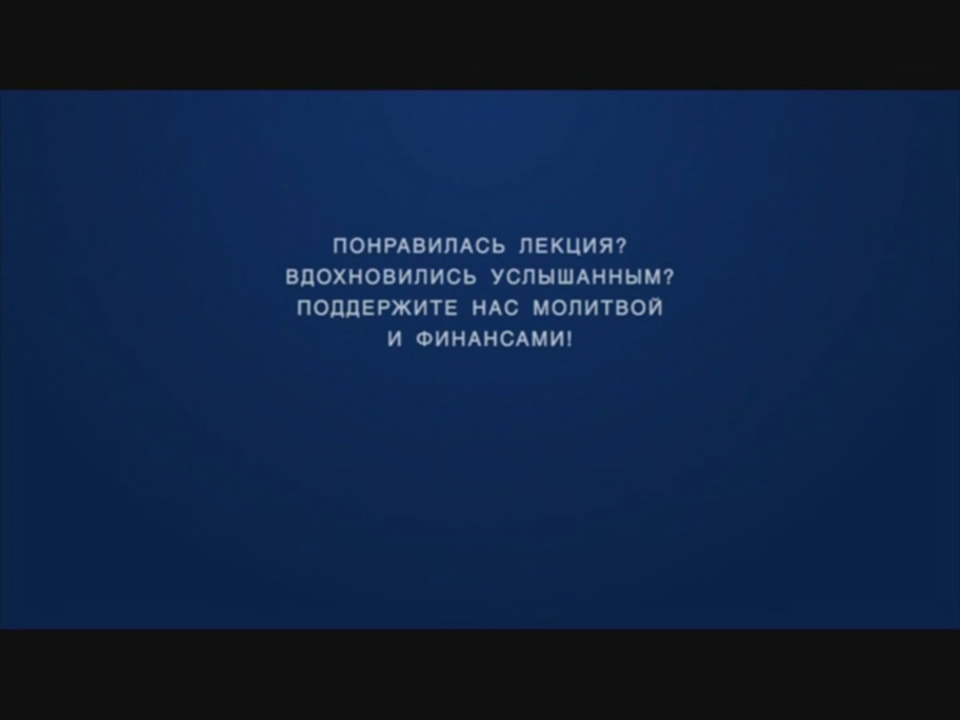 ПОНРАВИЛАСЬ ЛЕКЦИЯ?
ВДОХНОВИЛИСЬ УСЛЫШАННЫМ?
ПОДДЕРЖИТЕ НАС МОЛИТВОЙ
И ФИНАНСАМИ!